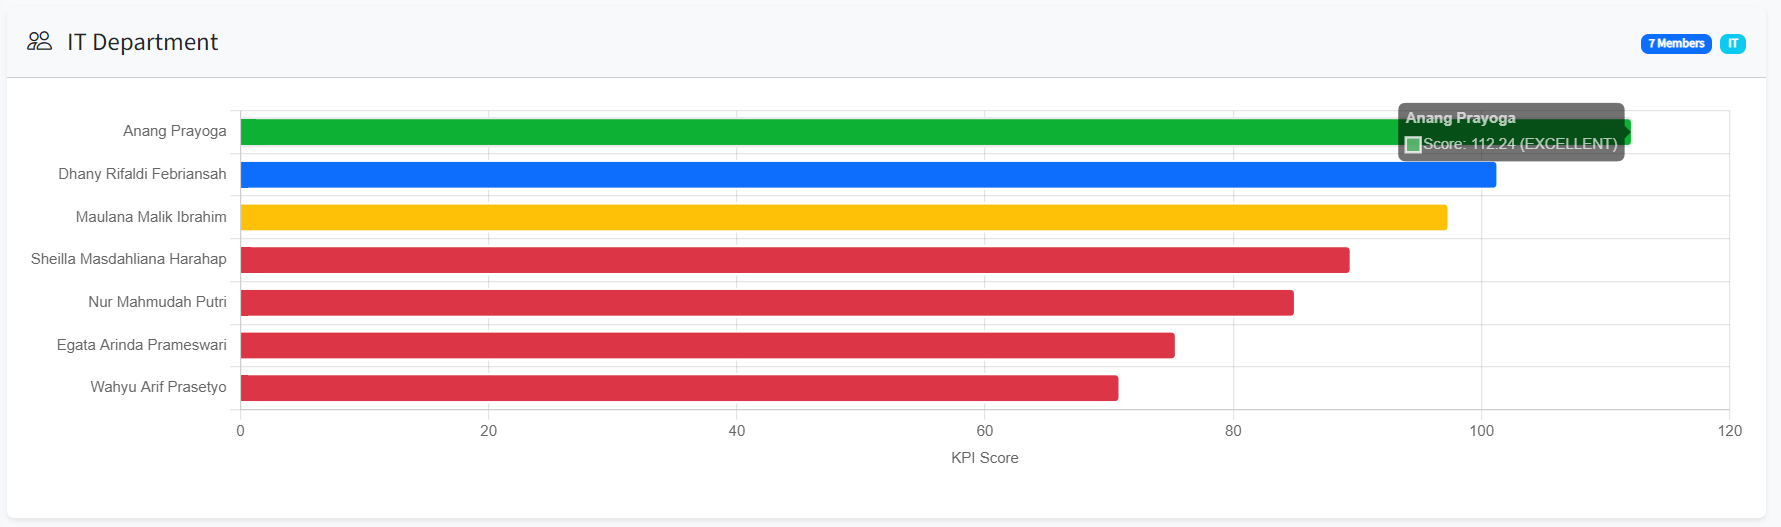 IT Department
7 Members
IT
Anang Prayoga
Anang Prayoga
Score: 112.24 (EXCELLENT)
Dhany Rifaldi Febriansah
Maulana Malik Ibrahim
Sheilla Masdahliana Harahap
Nur Mahmudah Putri
Egata Arinda Prameswari
Wahyu Arif Prasetyo
0 20 40 60 80 100 120
KPI Score